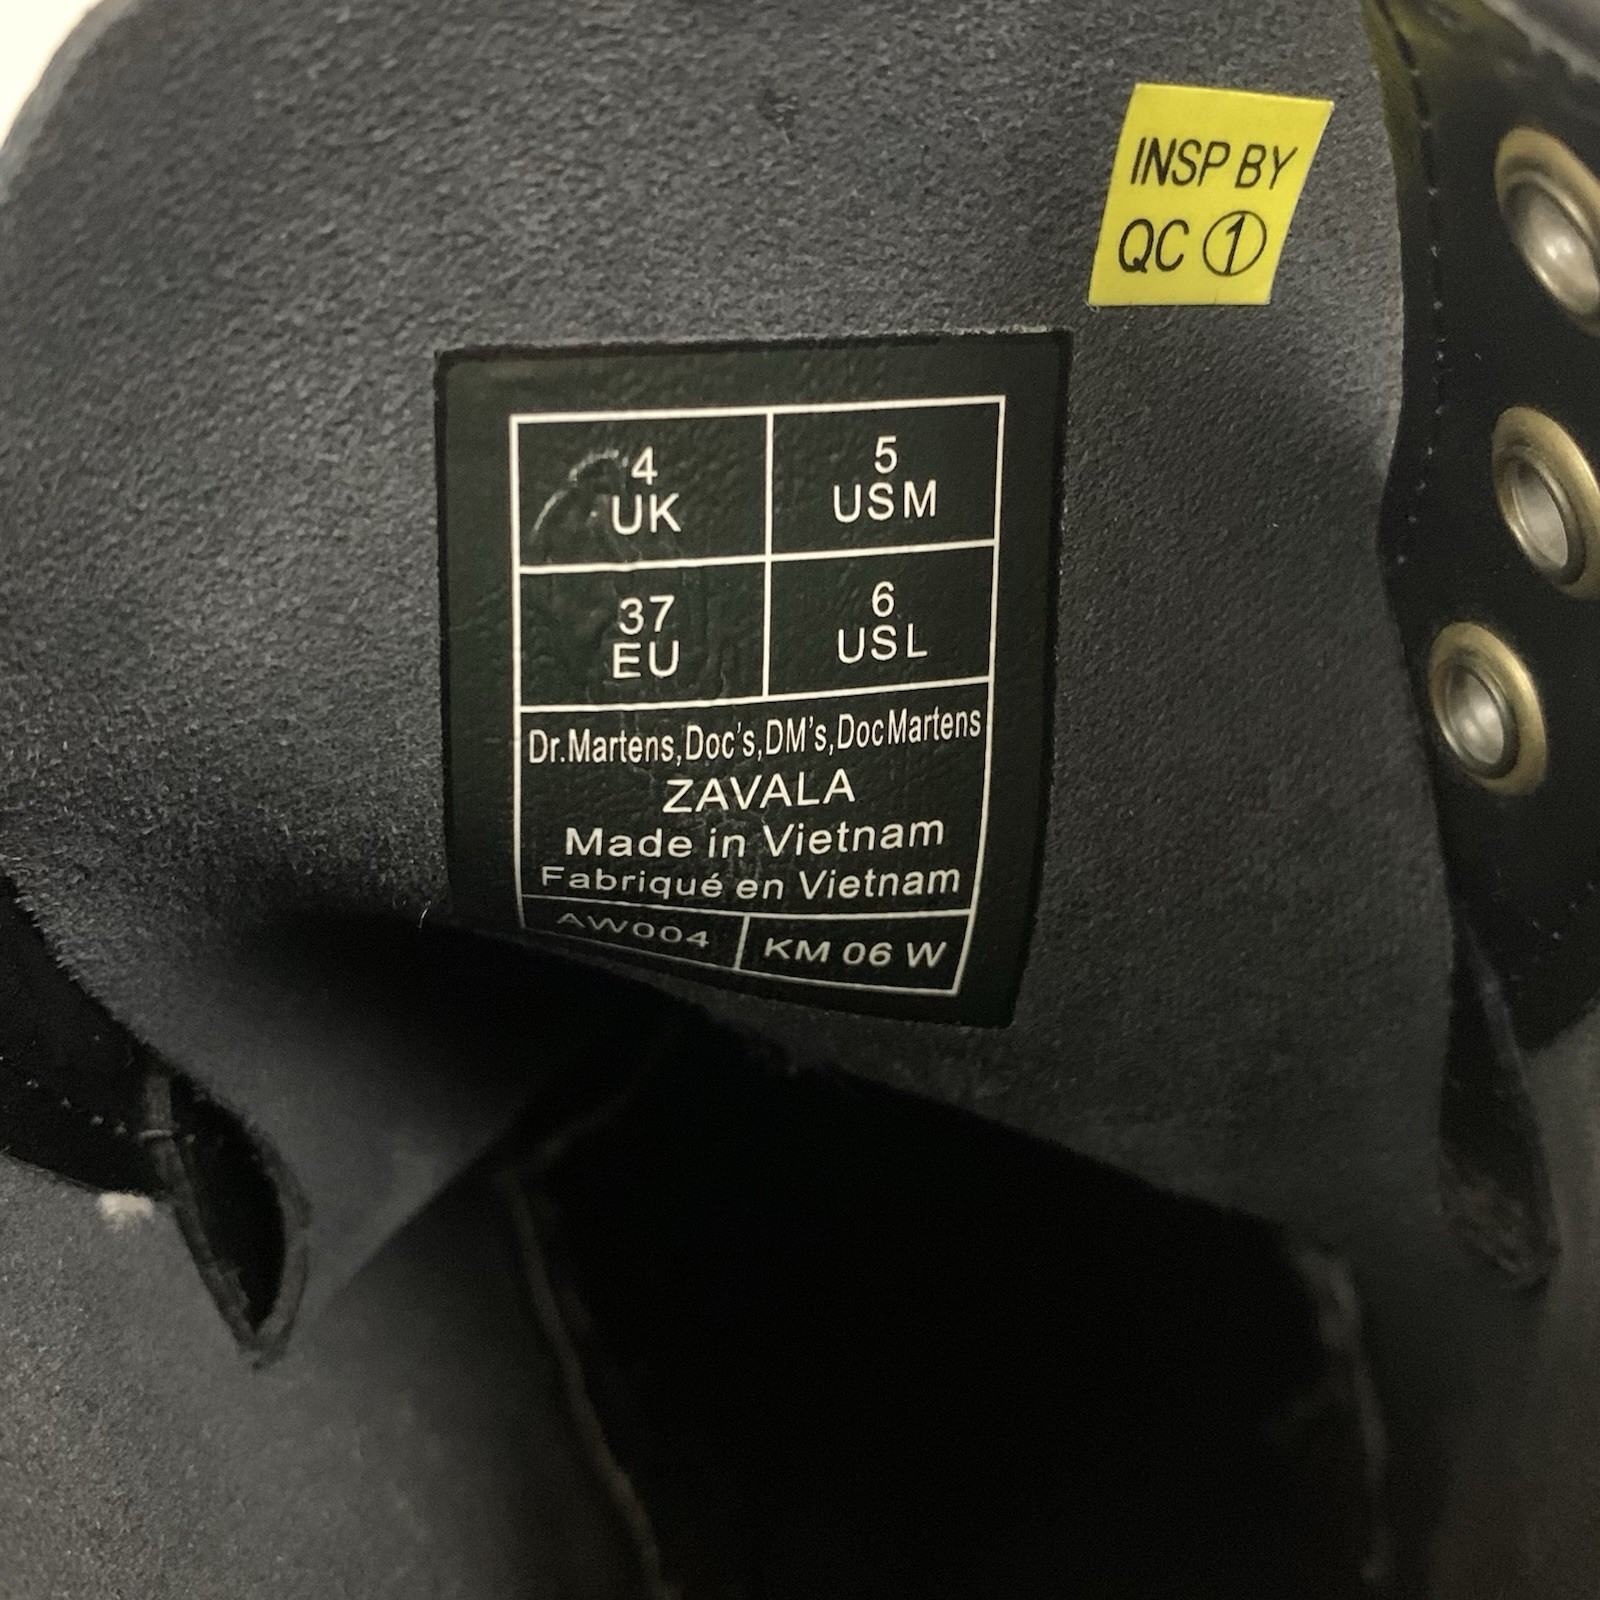 INSP BY
QC ①
4
UK
5
USM
37
EU
6
USL
Dr.Martens,Doc's,DM's,DocMartens
ZAVALA
Made in Vietnam
Fabriqué en Vietnam
AW004
KM 06 W